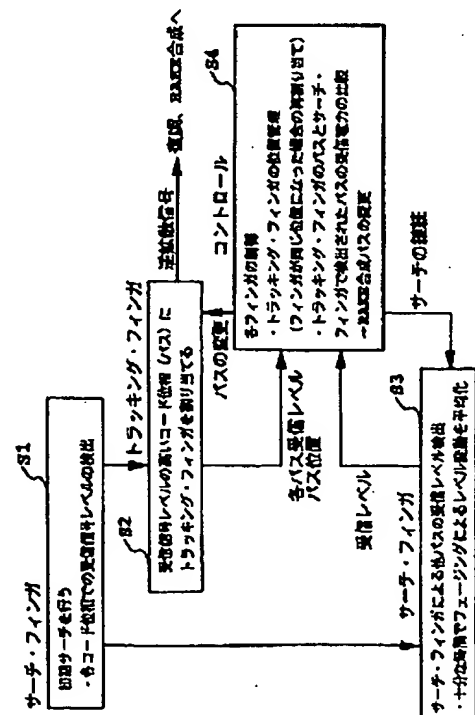 サーチ・フィンガ
S1
初期サーチを行う
・各コード位相での受信信号レベルの検出
トラッキング・フィンガ
S2
受信信号レベルの高いコード位相(パス)に
トラッキング・フィンガを割り当てる
逆拡散信号
復調、RAKE合成へ
パスの変更
コントロール
S4
各フィンガの制御
・トラッキング・フィンガの位置管理
(フィンガが同じ位置になった場合の再割り当て)
・トラッキング・フィンガのパスとサーチ・
フィンガで検出されたパスの受信電力の比較
→RAKE合成パスの変更
各パス受信レベル
パス位置
受信レベル
サーチの
サーチ・フィンガ
S3
サーチ・フィンガによる他パスの受信レベル検出
・十分な時間でフェージングによるレベル変動を平均化